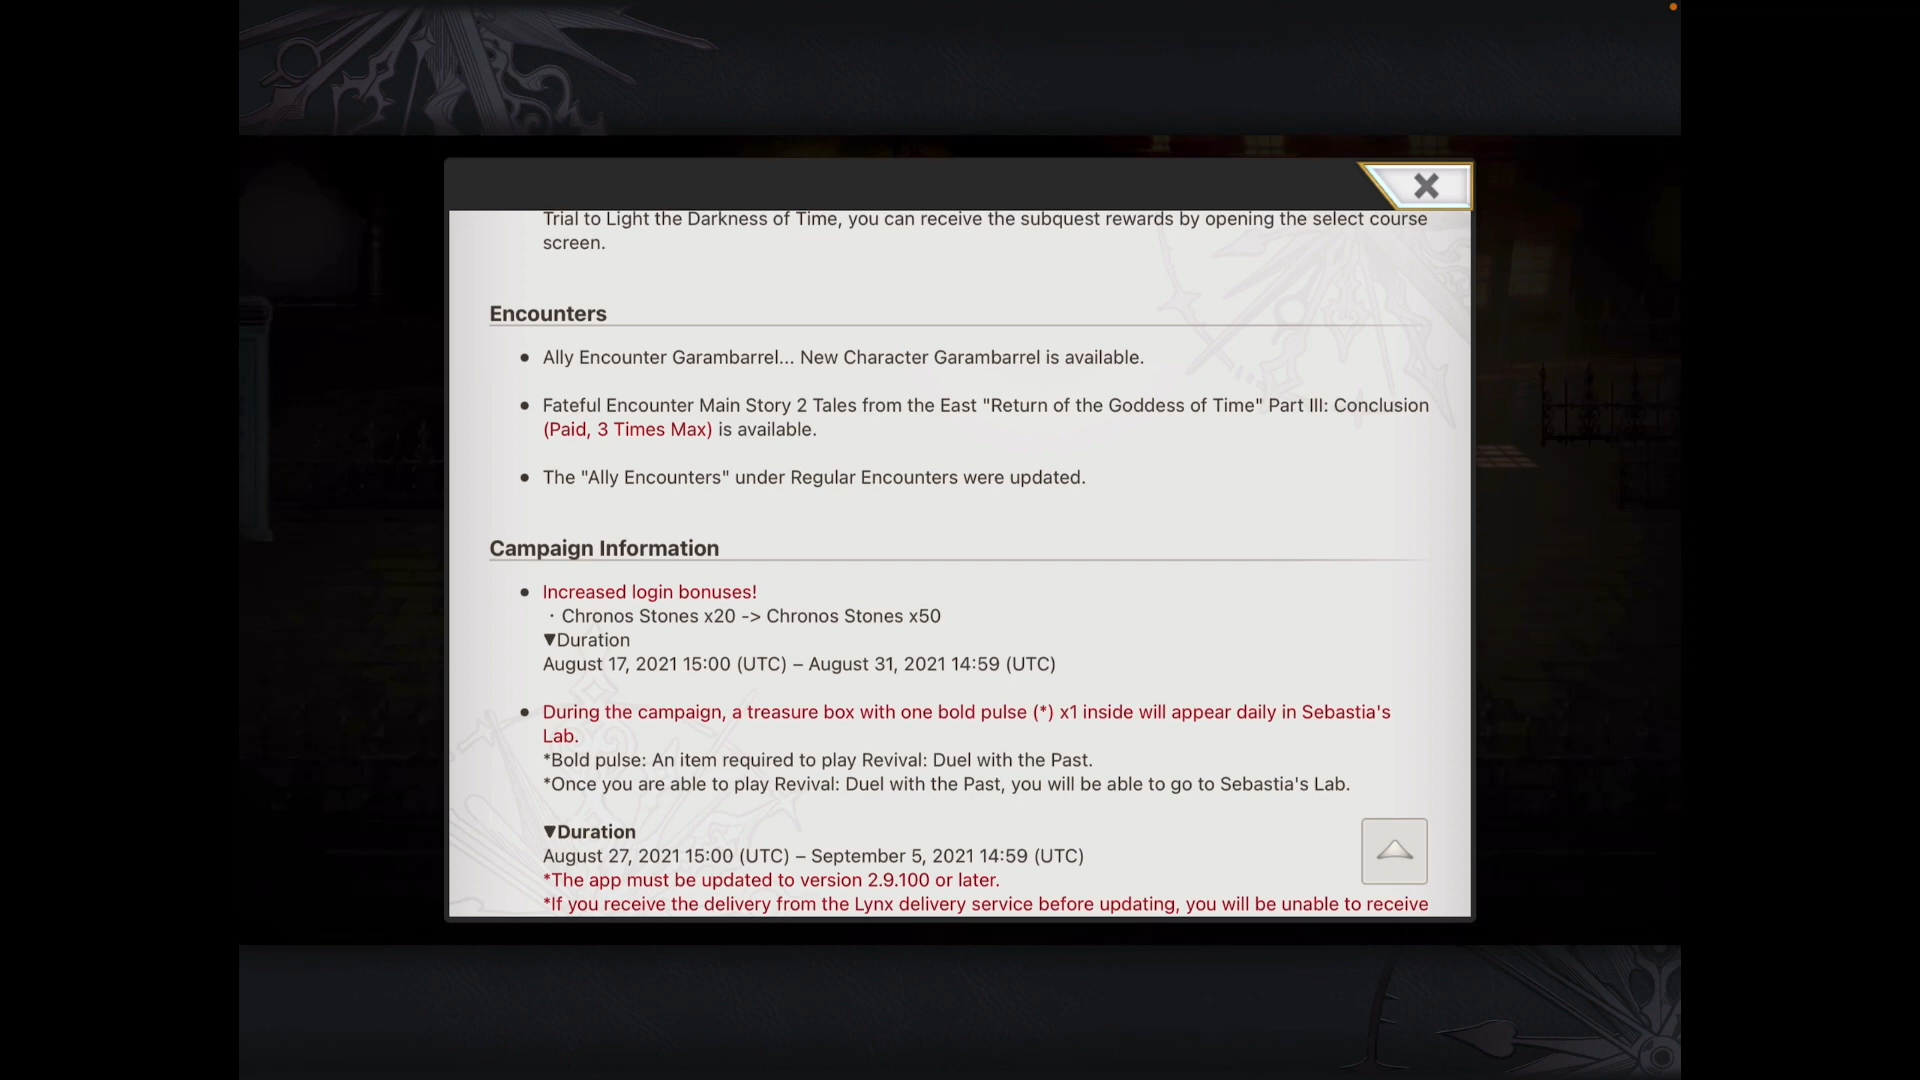 Trial to Light the Darkness of Time, you can receive the subquest rewards by opening the select course
screen.
Encounters
● Ally Encounter Garambarrel... New Character Garambarrel is available.
● Fateful Encounter Main Story 2 Tales from the East "Return of the Goddess of Time" Part III: Conclusion
(Paid, 3 Times Max) is available.
● The "Ally Encounters" under Regular Encounters were updated.
Campaign Information
● Increased login bonuses!
・Chronos Stones x20 -> Chronos Stones x50
▼Duration
August 17, 2021 15:00 (UTC) – August 31, 2021 14:59 (UTC)
● During the campaign, a treasure box with one bold pulse (*) x1 inside will appear daily in Sebastia's
Lab.
*Bold pulse: An item required to play Revival: Duel with the Past.
*Once you are able to play Revival: Duel with the Past, you will be able to go to Sebastia's Lab.
▼Duration
August 27, 2021 15:00 (UTC) – September 5, 2021 14:59 (UTC)
*The app must be updated to version 2.9.100 or later.
*If you receive the delivery from the Lynx delivery service before updating, you will be unable to receive